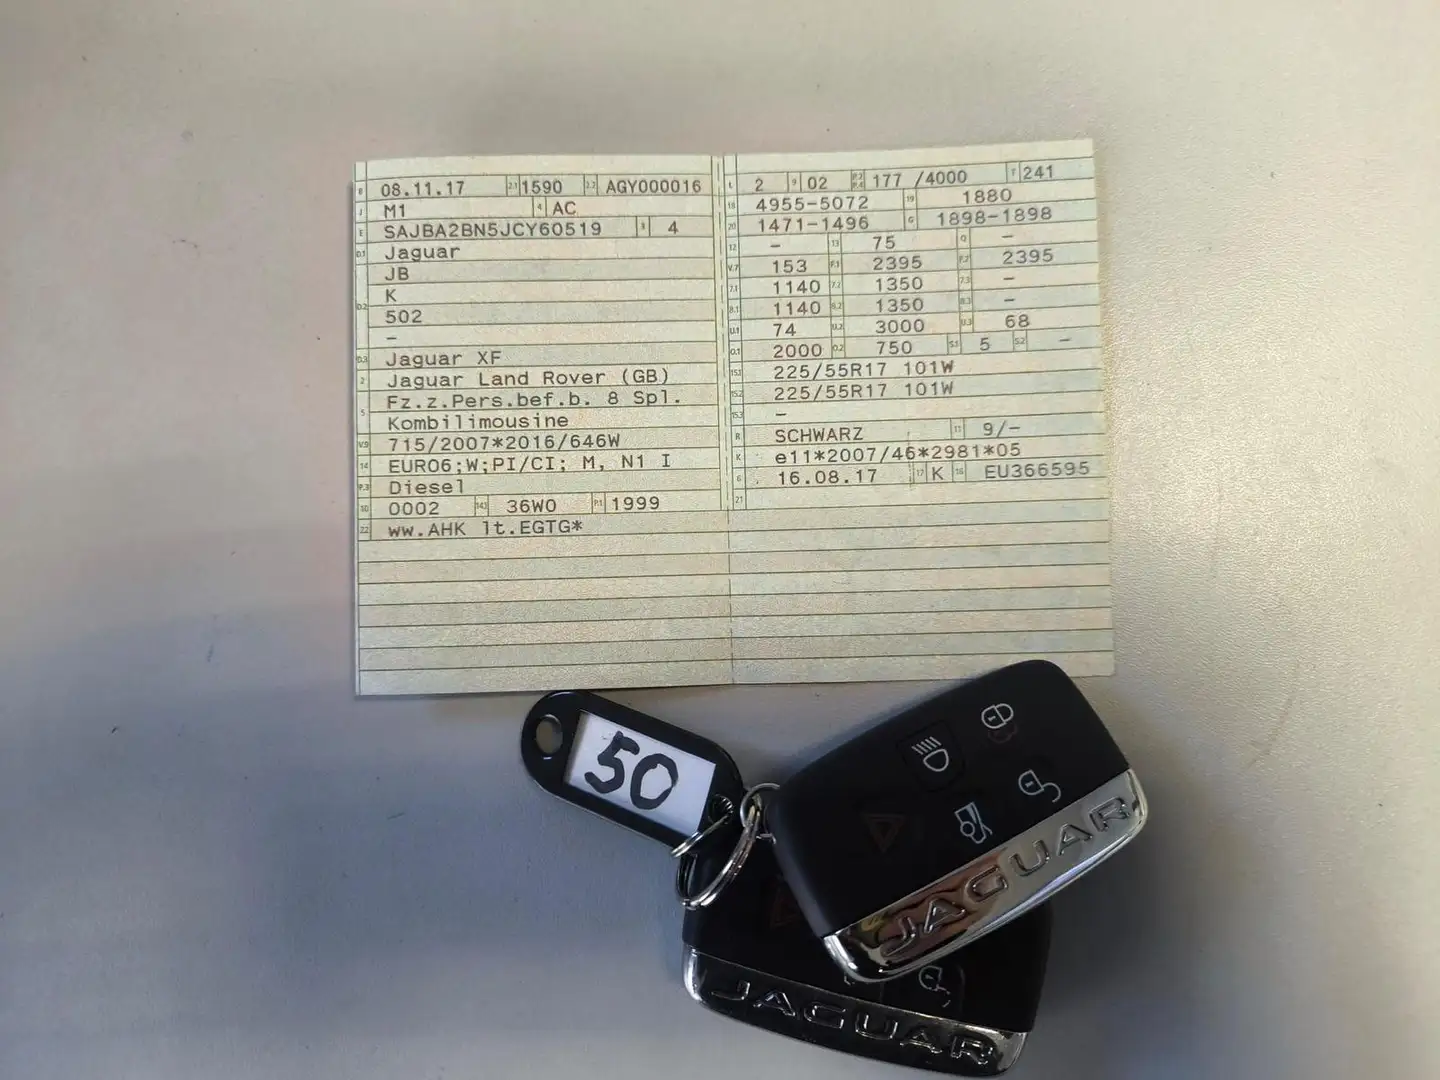 B 08.11.17 2.1 1590 2.2 AGY000016
J M1 4 AC
E SAJBA2BN5JCY60519 3 4
D.1 Jaguar
JB
K
D.2 502
–
D.3 Jaguar XF
2 Jaguar Land Rover (GB)
5 Fz.z.Pers.bef.b. 8 Spl.
Kombilimousine
V.9 715/2007*2016/646W
14 EURO6;W;PI/CI; M, N1 I
P.3 Diesel
10 0002 14.1 36W0 P.1 1999
22 ww.AHK lt.EGTG*
L 2 9 02 P.2 P.4 177 /4000 T 241
18 4955-5072 19 1880
20 1471-1496 G 1898-1898
12 – 13 75 Q –
V.7 153 F.1 2395 F.2 2395
7.1 1140 7.2 1350 7.3 –
8.1 1140 8.2 1350 8.3 –
U.1 74 U.2 3000 U.3 68
O.1 2000 O.2 750 S.1 5 S.2 –
15.1 225/55R17 101W
15.2 225/55R17 101W
15.3 –
R SCHWARZ 11 9/–
K e11*2007/46*2981*05
6 16.08.17 17 K 16 EU366595
21
50
JAGUAR
JAGUAR